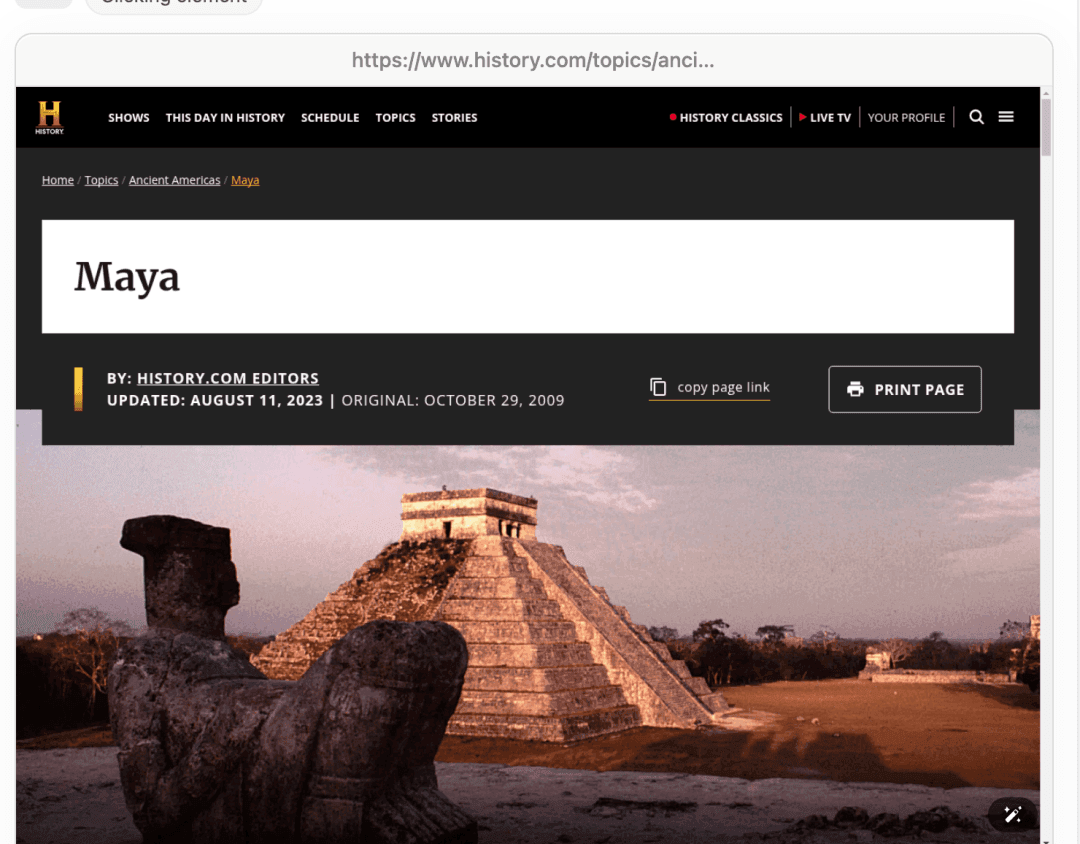 Clicking element
https://www.history.com/topics/anci...
H
HISTORY
SHOWS THIS DAY IN HISTORY SCHEDULE TOPICS STORIES HISTORY CLASSICS LIVE TV YOUR PROFILE
Home / Topics / Ancient Americas / Maya
Maya
BY: HISTORY.COM EDITORS
UPDATED: AUGUST 11, 2023 | ORIGINAL: OCTOBER 29, 2009
copy page link
PRINT PAGE